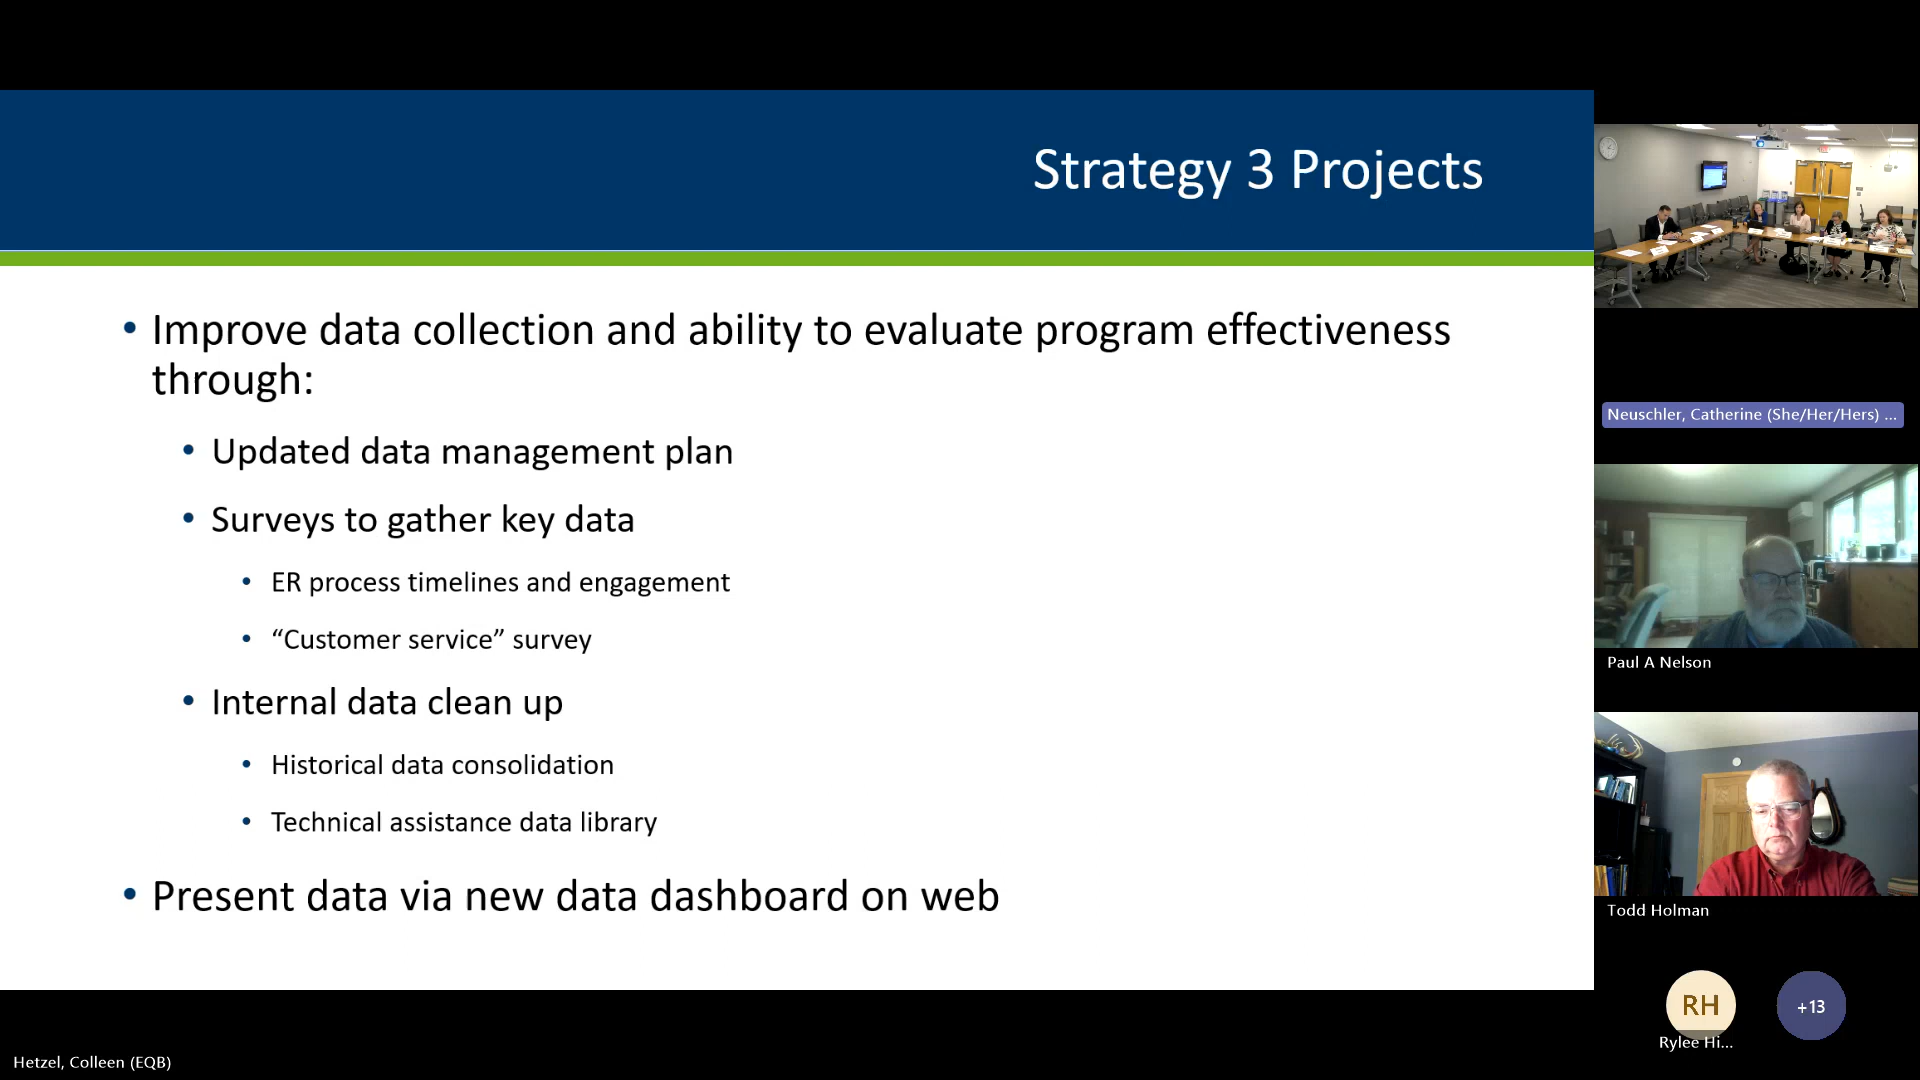 Strategy 3 Projects
• Improve data collection and ability to evaluate program effectiveness
through:
• Updated data management plan
• Surveys to gather key data
• ER process timelines and engagement
• “Customer service” survey
• Internal data clean up
• Historical data consolidation
• Technical assistance data library
• Present data via new data dashboard on web
Neuschler, Catherine (She/Her/Hers) ...
Paul A Nelson
Todd Holman
RH
+13
Rylee Hi...
Hetzel, Colleen (EQB)